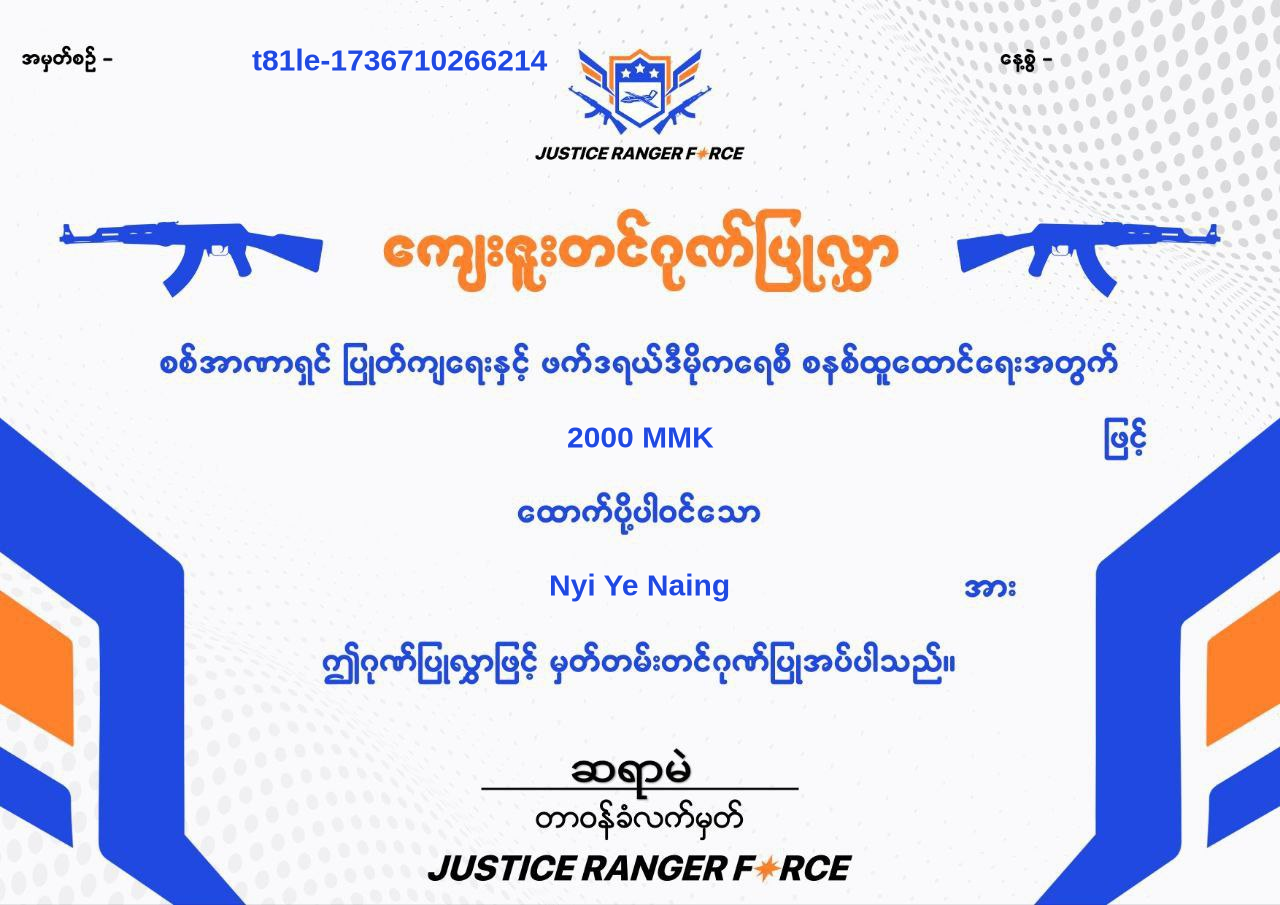 အမှတ်စဉ် – t81le-1736710266214
နေ့စွဲ –
JUSTICE RANGER FORCE
ကျေးဇူးတင်ဂုဏ်ပြုလွှာ
စစ်အာဏာရှင် ပြုတ်ကျရေးနှင့် ဖက်ဒရယ်ဒီမိုကရေစီ စနစ်ထူထောင်ရေးအတွက်
2000 MMK ဖြင့်
ထောက်ပို့ပါဝင်သော
Nyi Ye Naing အား
ဤဂုဏ်ပြုလွှာဖြင့် မှတ်တမ်းတင်ဂုဏ်ပြုအပ်ပါသည်။
ဆရာမဲ
တာဝန်ခံလက်မှတ်
JUSTICE RANGER FORCE